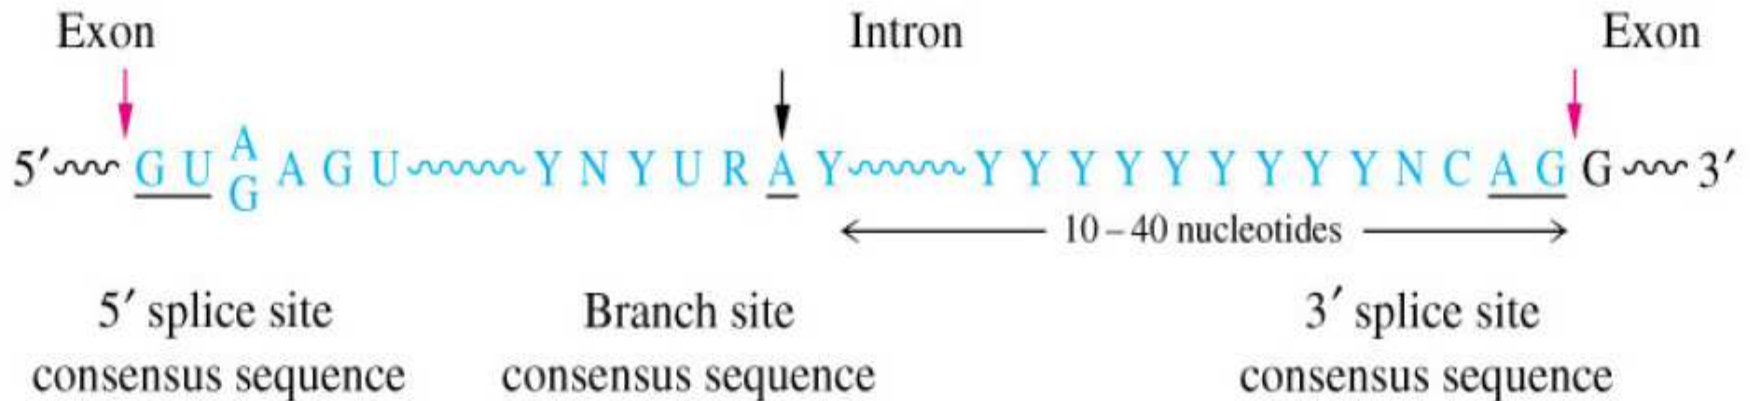 Exon Intron Exon
5′ G U A/G A G U Y N Y U R A Y Y Y Y Y Y Y Y Y Y N C A G G 3′
10–40 nucleotides
5′ splice site Branch site 3′ splice site
consensus sequence consensus sequence consensus sequence